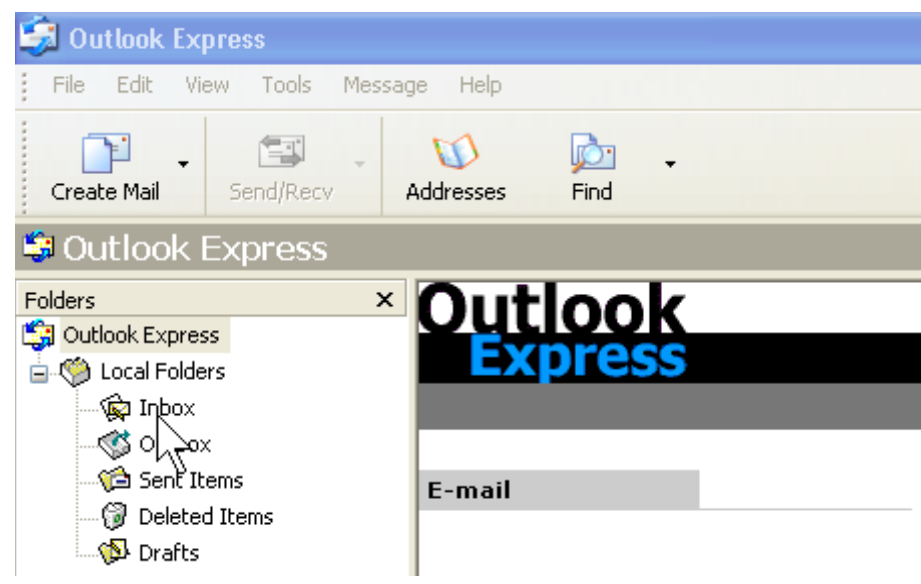 Outlook Express
File Edit View Tools Message Help
Create Mail Send/Recv Addresses Find
Outlook Express
Folders
Outlook Express
Local Folders
Inbox
Sent Items
Deleted Items
Drafts
Outlook
Express
E-mail